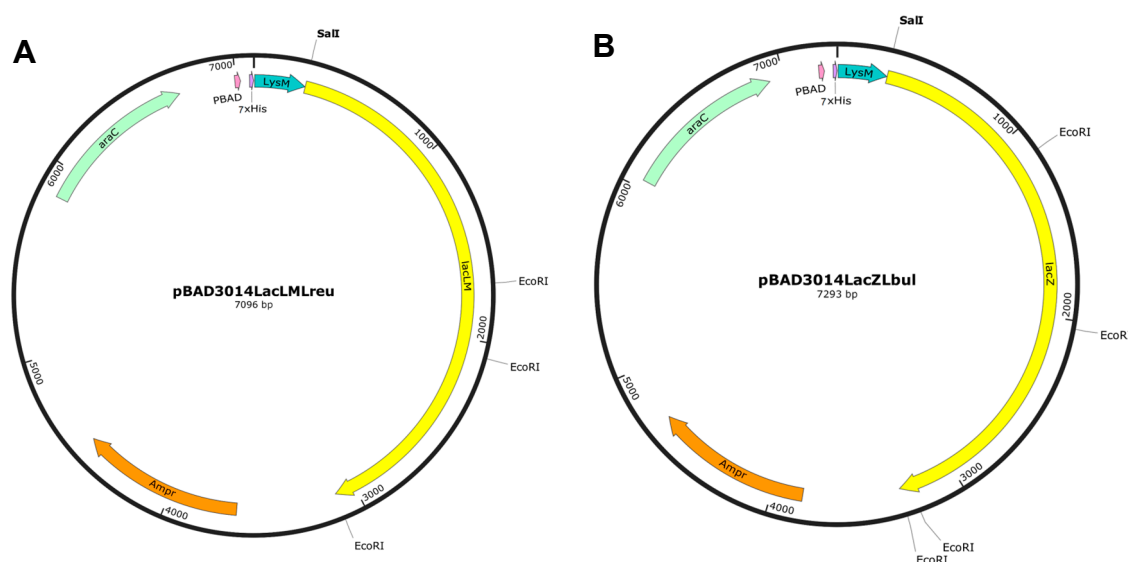 A
SalI
7000
LysM
PBAD
7xHis
araC
1000
6000
lacLM
EcoRI
pBAD3014LacLMLreu
7096 bp
2000
EcoRI
5000
Ampr
3000
4000
EcoRI
B
SalI
7000
LysM
PBAD
7xHis
araC
1000
EcoRI
6000
lacZ
pBAD3014LacZLbul
7293 bp
2000
EcoR
5000
Ampr
3000
4000
EcoRI
EcoRI